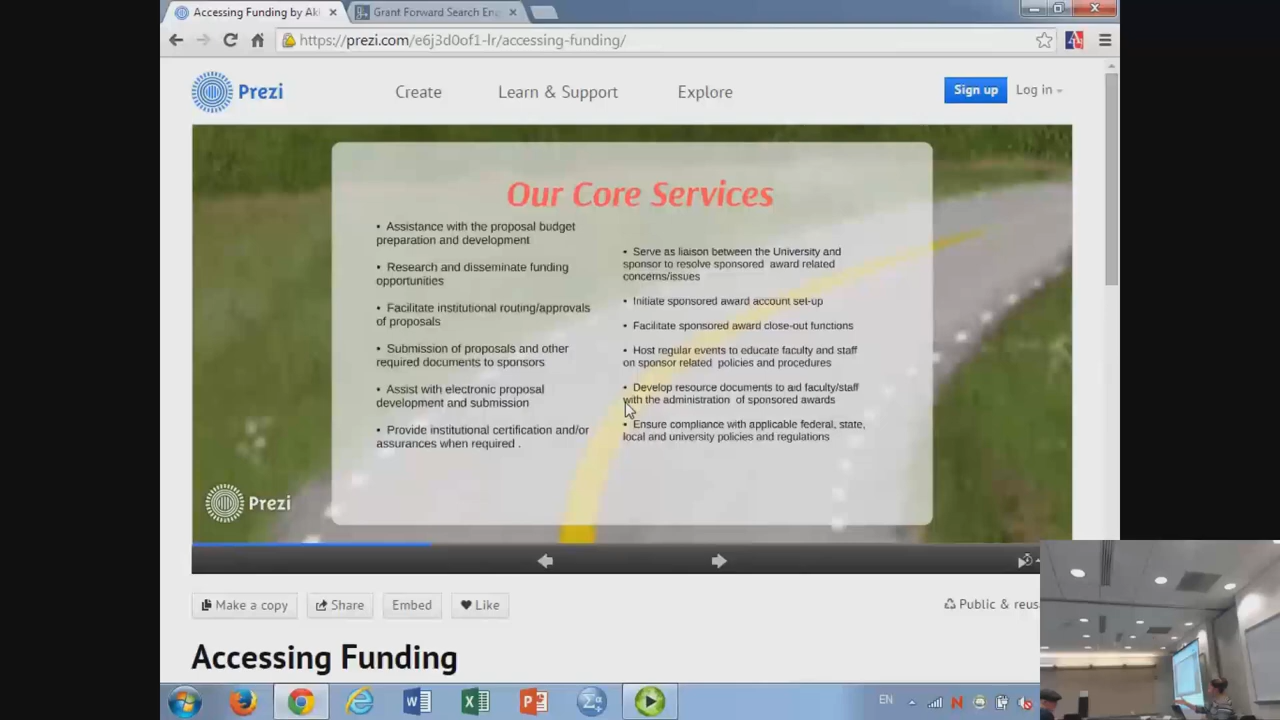 Accessing Funding by Ak
Grant Forward Search En
https://prezi.com/e6j3d0of1-lr/accessing-funding/
Prezi
Create
Learn & Support
Explore
Sign up
Log in
Our Core Services
• Assistance with the proposal budget
preparation and development
• Research and disseminate funding
opportunities
• Facilitate institutional routing/approvals
of proposals
• Submission of proposals and other
required documents to sponsors
• Assist with electronic proposal
development and submission
• Provide institutional certification and/or
assurances when required .
• Serve as liaison between the University and
sponsor to resolve sponsored award related
concerns/issues
• Initiate sponsored award account set-up
• Facilitate sponsored award close-out functions
• Host regular events to educate faculty and staff
on sponsor related policies and procedures
• Develop resource documents to aid faculty/staff
with the administration of sponsored awards
• Ensure compliance with applicable federal, state,
local and university policies and regulations
Prezi
Make a copy
Share
Embed
Like
Public & reus
Accessing Funding
EN